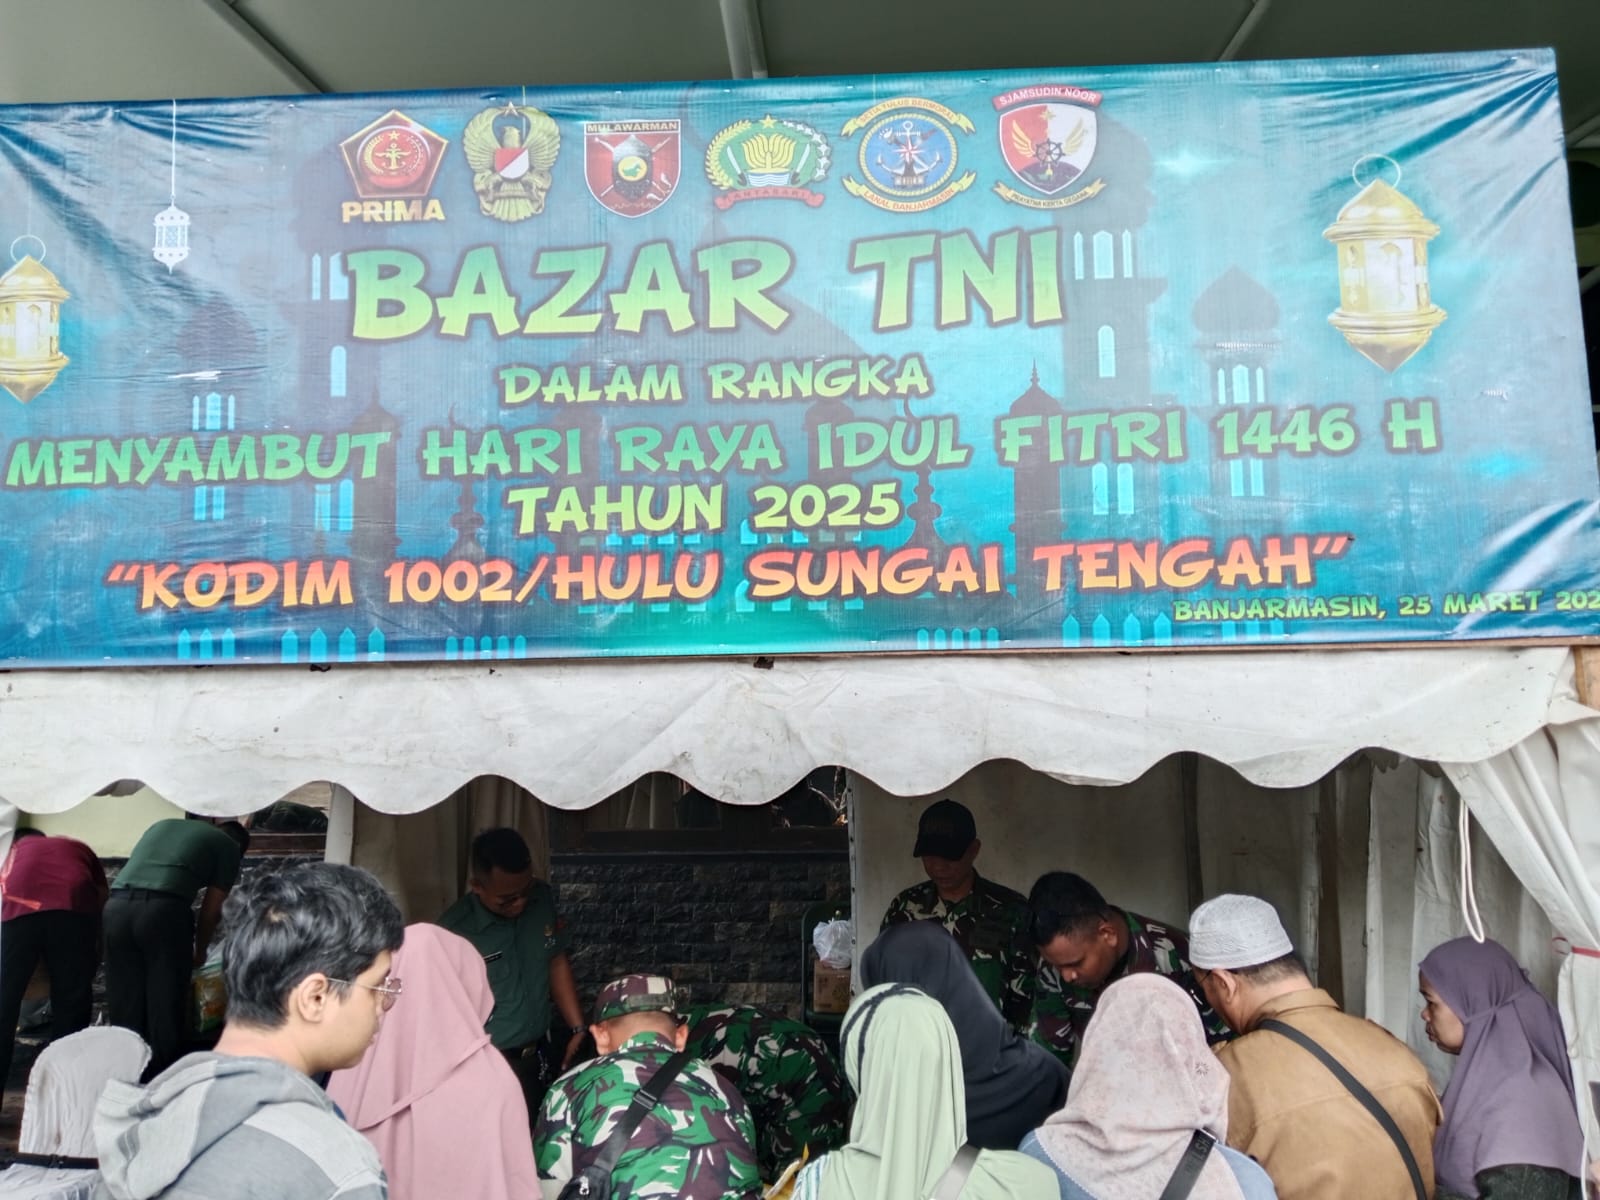 PRIMA
MULAWARMAN
ANTASARI
LANAL BANJARMASIN
SJAMSUDIN NOOR
BAZAR TNI
DALAM RANGKA
MENYAMBUT HARI RAYA IDUL FITRI 1446 H
TAHUN 2025
"KODIM 1002/HULU SUNGAI TENGAH"
BANJARMASIN, 25 MARET 202